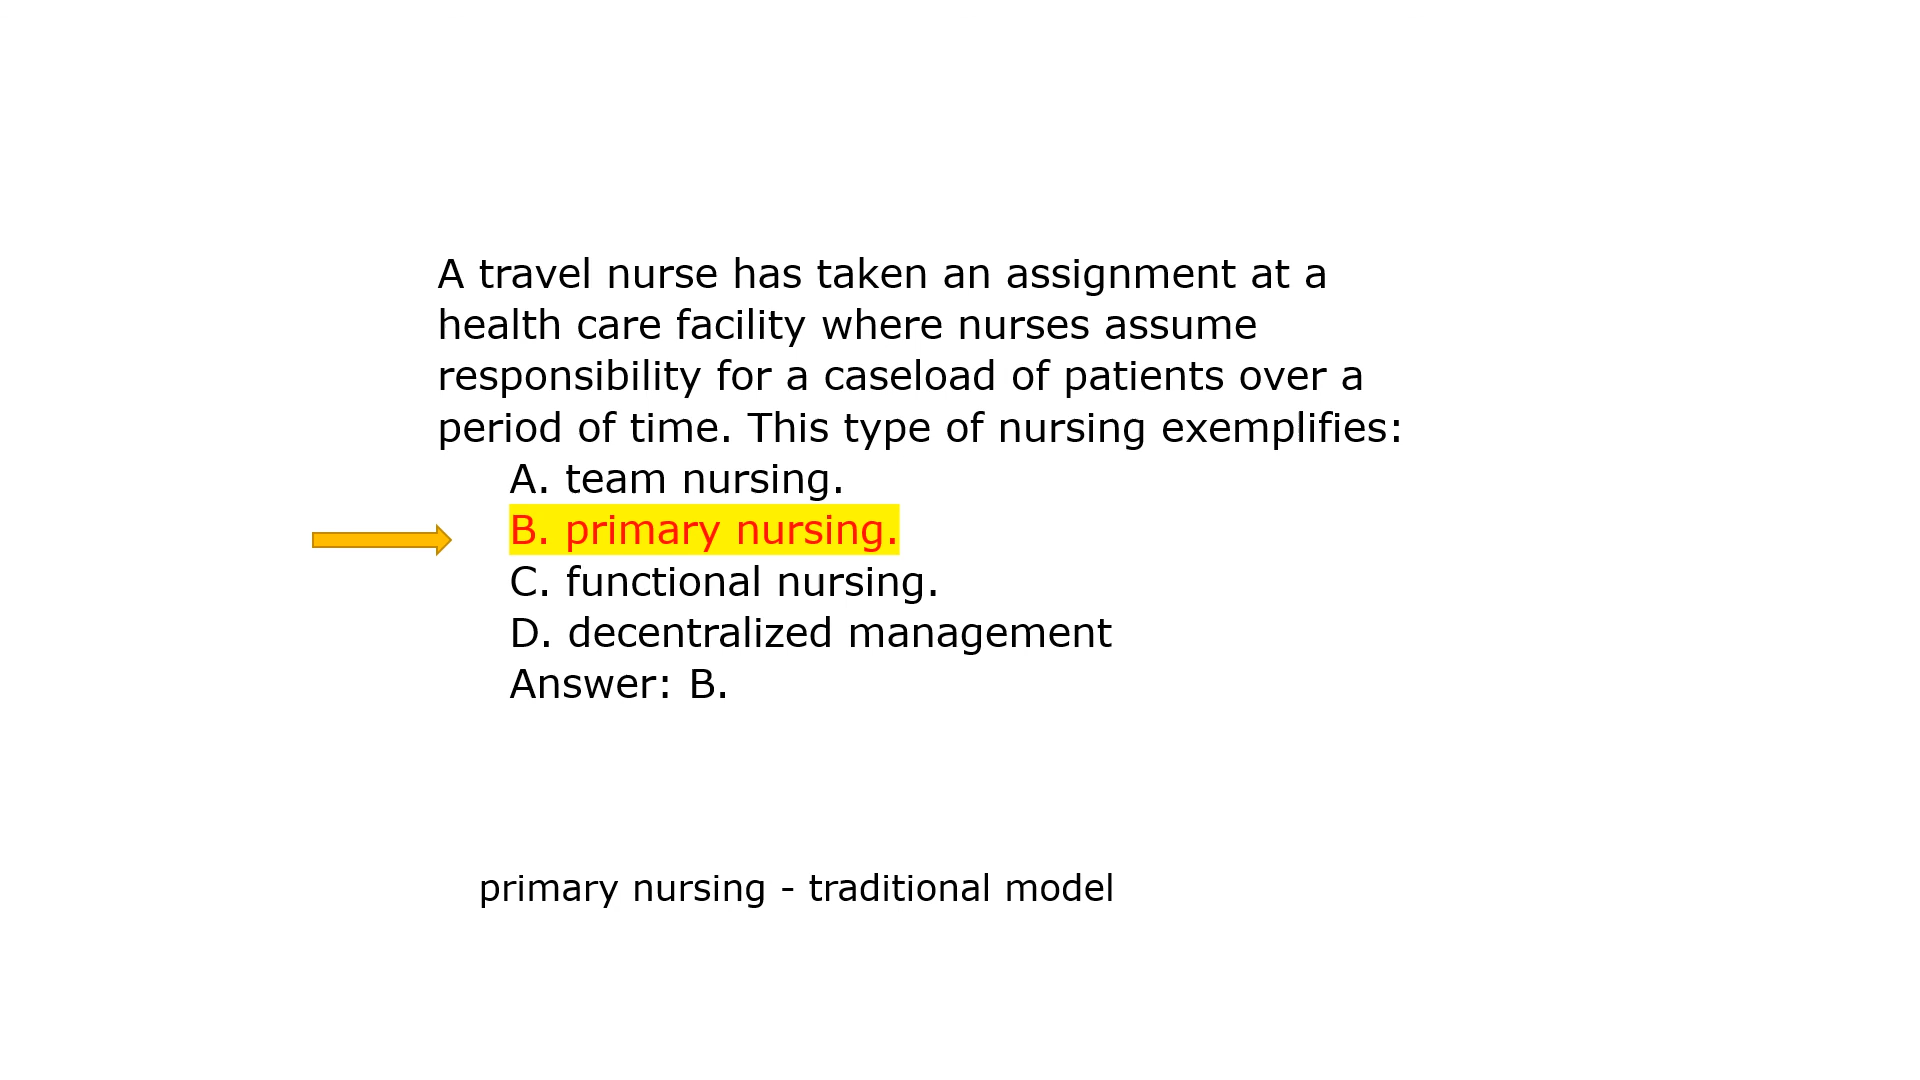 A travel nurse has taken an assignment at a
health care facility where nurses assume
responsibility for a caseload of patients over a
period of time. This type of nursing exemplifies:
A. team nursing.
B. primary nursing.
C. functional nursing.
D. decentralized management
Answer: B.
primary nursing - traditional model